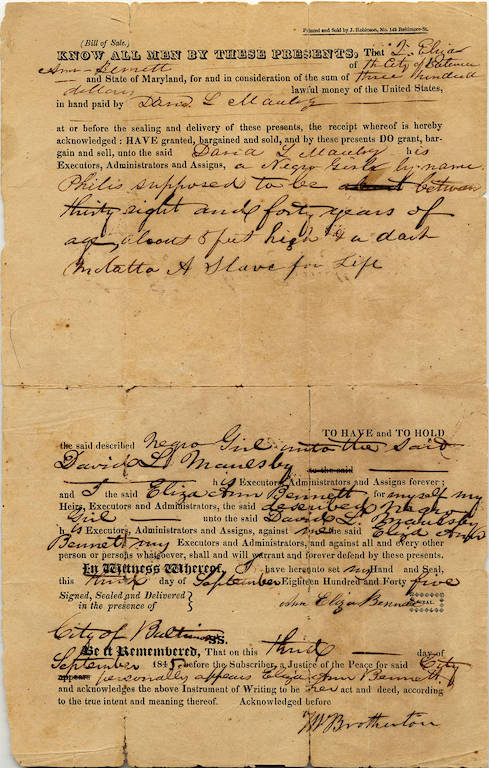 Printed and Sold by J. Robinson, No. 142 Baltimore-St.
(Bill of Sale.)
KNOW ALL MEN BY THESE PRESENTS, That I, Eliza
Ann Bennett of th City of Baltimore
and State of Maryland, for and in consideration of the sum of three hundred
dollars lawful money of the United States,
in hand paid by David L Maulsby
at or before the sealing and delivery of these presents, the receipt whereof is hereby
acknowledged: HAVE granted, bargained and sold, and by these presents DO grant, bar-
gain and sell, unto the said David L Maulsby his
Executors, Administrators and Assigns, a Negro Girl by name
Philis supposed to be about between
thirty eight and forty years of
age, about 5 feet high & a dark
Mulatto A Slave for Life
TO HAVE and TO HOLD
the said described Negro Girl unto the said
David L. Maulsby to the said
his Executors, Administrators and Assigns forever;
and I the said Eliza Ann Bennett for myself my
Heirs, Executors and Administrators, the said described Negro
Girl unto the said David L. Maulsby
his Executors, Administrators and Assigns, against me the said Eliza Ann
Bennett my Executors and Administrators, and against all and every other
person or persons whatsoever, shall and will warrant and forever defend by these presents.
In Witness Whereof, I have hereunto set my Hand and Seal,
this third day of September Eighteen Hundred and Forty five
Signed, Sealed and Delivered
in the presence of
Ann Eliza Bennett SEAL.
City of Baltimore SS.
Be it Remembered, That on this third day of
September 1845, before the Subscriber, a Justice of the Peace for said City
appears personally appears Eliza Ann Bennett
and acknowledges the above Instrument of Writing to be her act and deed, according
to the true intent and meaning thereof. Acknowledged before
Brotherton